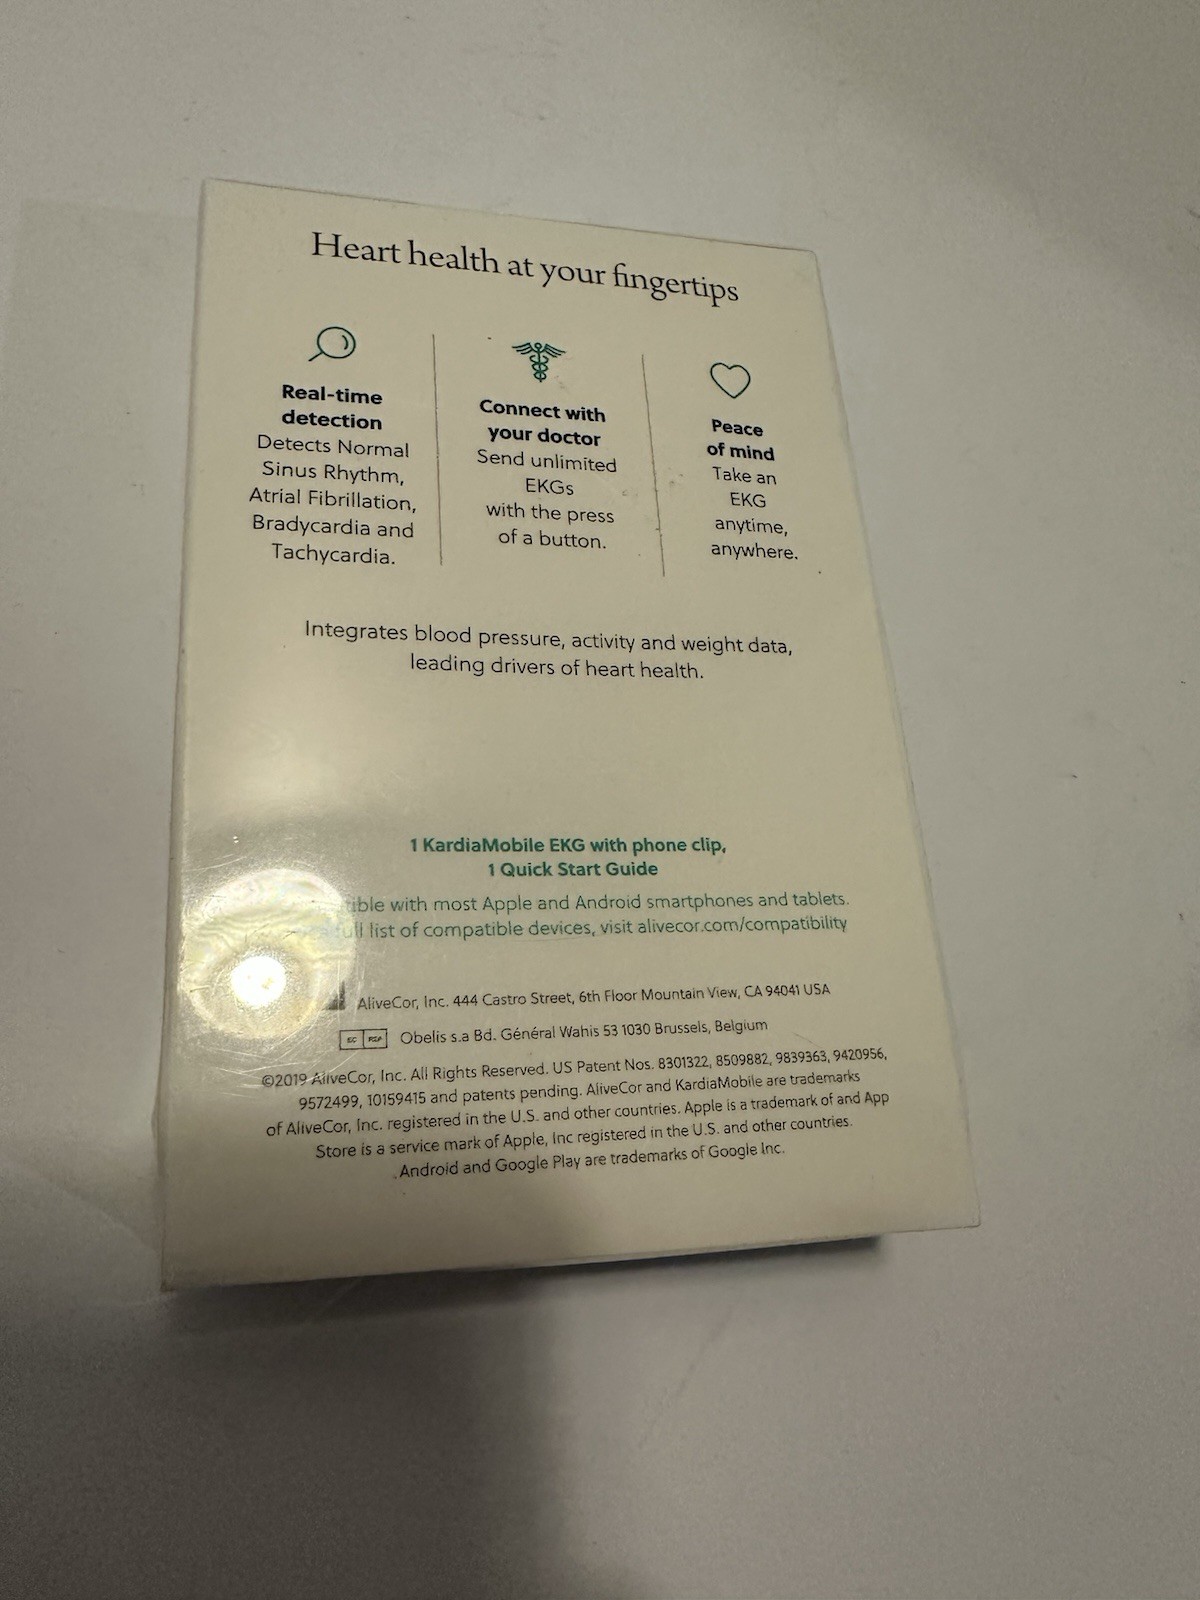 Heart health at your fingertips
Real-time
detection
Detects Normal
Sinus Rhythm,
Atrial Fibrillation,
Bradycardia and
Tachycardia.
Connect with
your doctor
Send unlimited
EKGs
with the press
of a button.
Peace
of mind
Take an
EKG
anytime,
anywhere.
Integrates blood pressure, activity and weight data,
leading drivers of heart health.
1 KardiaMobile EKG with phone clip,
1 Quick Start Guide
with most Apple and Android smartphones and tablets.
full list of compatible devices, visit alivecor.com/compatibility
AliveCor, Inc. 444 Castro Street, 6th Floor Mountain View, CA 94041 USA
EC REP Obelis s.a Bd. Général Wahis 53 1030 Brussels, Belgium
©2019 AliveCor, Inc. All Rights Reserved. US Patent Nos. 8301322, 8509882, 9839363, 9420956,
9572499, 10159415 and patents pending. AliveCor and KardiaMobile are trademarks
of AliveCor, Inc. registered in the U.S. and other countries. Apple is a trademark of and App
Store is a service mark of Apple, Inc registered in the U.S. and other countries.
Android and Google Play are trademarks of Google Inc.